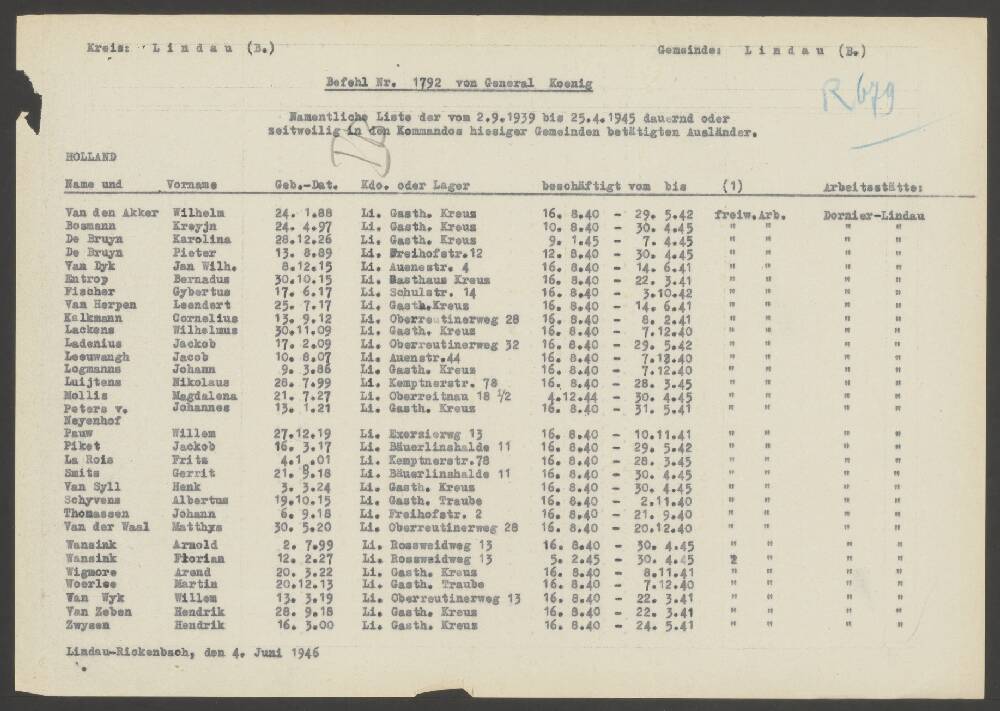 Kreis: Lindau (B.) Gemeinde: Lindau (B.)
Befehl Nr. 1792 von General Koenig
R 679
Namentliche Liste der vom 2.9.1939 bis 25.4.1945 dauernd oder
zeitweilig in den Kommandos hiesiger Gemeinden betätigten Ausländer.
HOLLAND
Name und Vorname Geb.-Dat. Kdo. oder Lager beschäftigt vom bis (1) Arbeitsstätte:
Van den Akker Wilhelm 24. 1.88 Li. Gasth. Kreuz 16. 8.40 - 29. 5.42 freiw.Arb. Dornier-Lindau
Bosmann Kreyjn 24. 4.97 Li. Gasth. Kreuz 10. 8.40 - 30. 4.45 " " " "
De Bruyn Karolina 28.12.26 Li. Gasth. Kreuz 9. 1.45 - 7. 4.45 " " " "
De Bruyn Pieter 13. 8.89 Li. Freihofstr.12 12. 8.40 - 30. 4.45 " " " "
Van Dyk Jan Wilh. 8.12.15 Li. Auenestr. 4 16. 8.40 - 14. 6.41 " " " "
Entrop Bernadus 30.10.15 Li. Gasthaus Kreuz 16. 8.40 - 22. 3.41 " " " "
Fischer Gybertus 17. 6.17 Li. Schulstr. 14 16. 8.40 - 3.10.42 " " " "
Van Herpen Leendert 25. 7.17 Li. Gasth.Kreuz 16. 8.40 - 14. 6.41 " " " "
Kalkmann Cornelius 13. 9.12 Li. Oberreutinerweg 28 16. 8.40 - 8. 2.41 " " " "
Lackens Wilhelmus 30.11.09 Li. Gasth. Kreuz 16. 8.40 - 7.12.40 " " " "
Ladenius Jackob 17. 2.09 Li. Oberreutinerweg 32 16. 8.40 - 29. 5.42 " " " "
Leeuwangh Jacob 10. 8.07 Li. Auenstr.44 16. 8.40 - 7.12.40 " " " "
Logmanns Johann 9. 3.86 Li. Gasth. Kreuz 16. 8.40 - 7.12.40 " " " "
Luijtens Nikolaus 28. 7.99 Li. Kemptnerstr. 78 16. 8.40 - 28. 3.45 " " " "
Mollis Magdalena 21. 7.27 Li. Oberreitnau 18 1/2 4.12.44 - 30. 4.45 " " " "
Peters v. Johannes 13. 1.21 Li. Gasth. Kreuz 16. 8.40 - 31. 5.41 " " " "
Neyenhof
Pauw Willem 27.12.19 Li. Exerzierwg 13 16. 8.40 - 10.11.41 " " " "
Piket Jackob 16. 3.17 Li. Bäuerlinshalde 11 16. 8.40 - 29. 5.42 " " " "
La Rois Fritz 4.1 .01 Li. Kemptnerstr.78 16. 8.40 - 28. 3.45 " " " "
Smits Gerrit 21. 9.18 Li. Bäuerlinshalde 11 16. 8.40 - 30. 4.45 " " " "
Van Syll Henk 3. 3.24 Li. Gasth. Kreuz 16. 8.40 - 30. 4.45 " " " "
Schyvens Albertus 19.10.15 Li. Gasth. Traube 16. 8.40 - 2.11.40 " " " "
Thomassen Johann 6. 9.18 Li. Freihofstr. 2 16. 8.40 - 21. 9.40 " " " "
Van der Waal Matthys 30. 5.20 Li. Oberreutinerweg 28 16. 8.40 - 20.12.40 " " " "
Wansink Arnold 2. 7.99 Li. Rossweidweg 13 16. 8.40 - 30. 4.45 " " " "
Wansink Florian 12. 2.27 Li. Rossweidweg 13 5. 2.45 - 30. 4.45 2 " " "
Wigmore Arend 20. 3.22 Li. Gasth. Kreuz 16. 8.40 - 8.11.41 " " " "
Woerlee Martin 20.12.13 Li. Gasth. Traube 16. 8.40 - 7.12.40 " " " "
Van Wyk Willem 13. 3.19 Li. Oberreutinerweg 13 16. 8.40 - 22. 3.41 " " " "
Van Zeben Hendrik 28. 9.18 Li. Gasth. Kreuz 16. 8.40 - 22. 3.41 " " " "
Zwysen Hendrik 16. 3.00 Li. Gasth. Kreuz 16. 8.40 - 24. 5.41 " " " "
Lindau-Rickenbach, den 4. Juni 1946